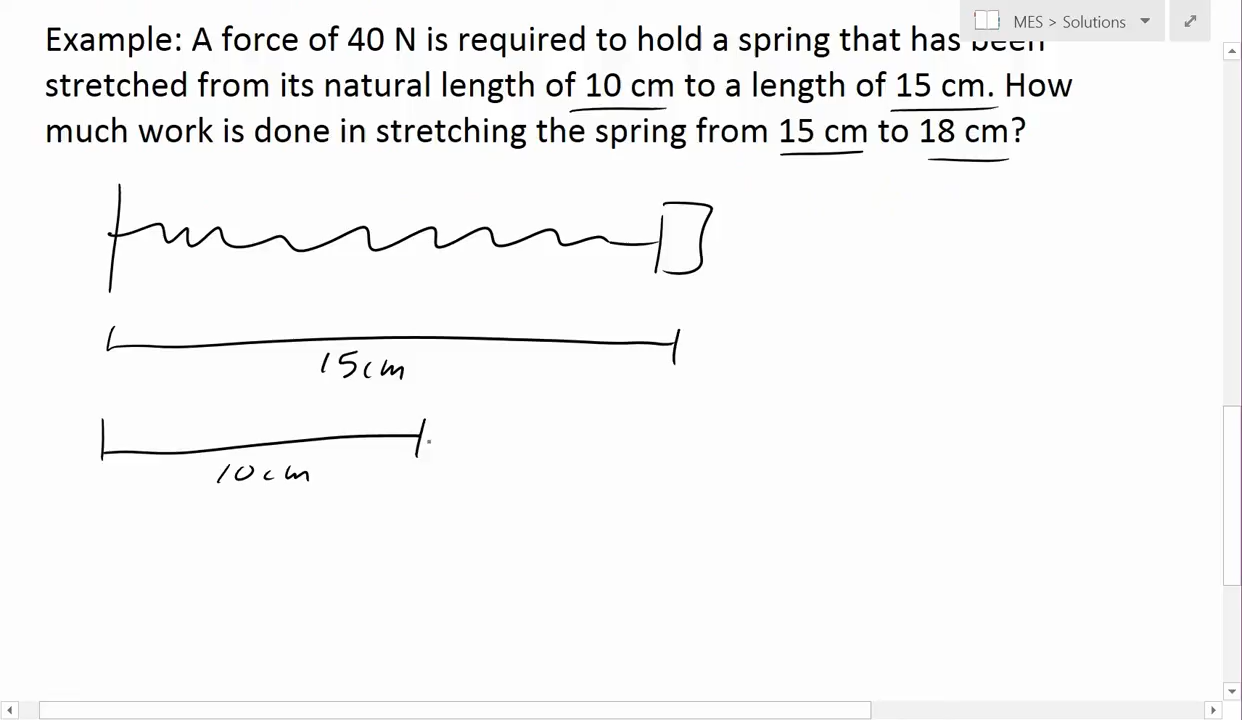 MES > Solutions
Example: A force of 40 N is required to hold a spring that has been
stretched from its natural length of 10 cm to a length of 15 cm. How
much work is done in stretching the spring from 15 cm to 18 cm?
15cm
10cm